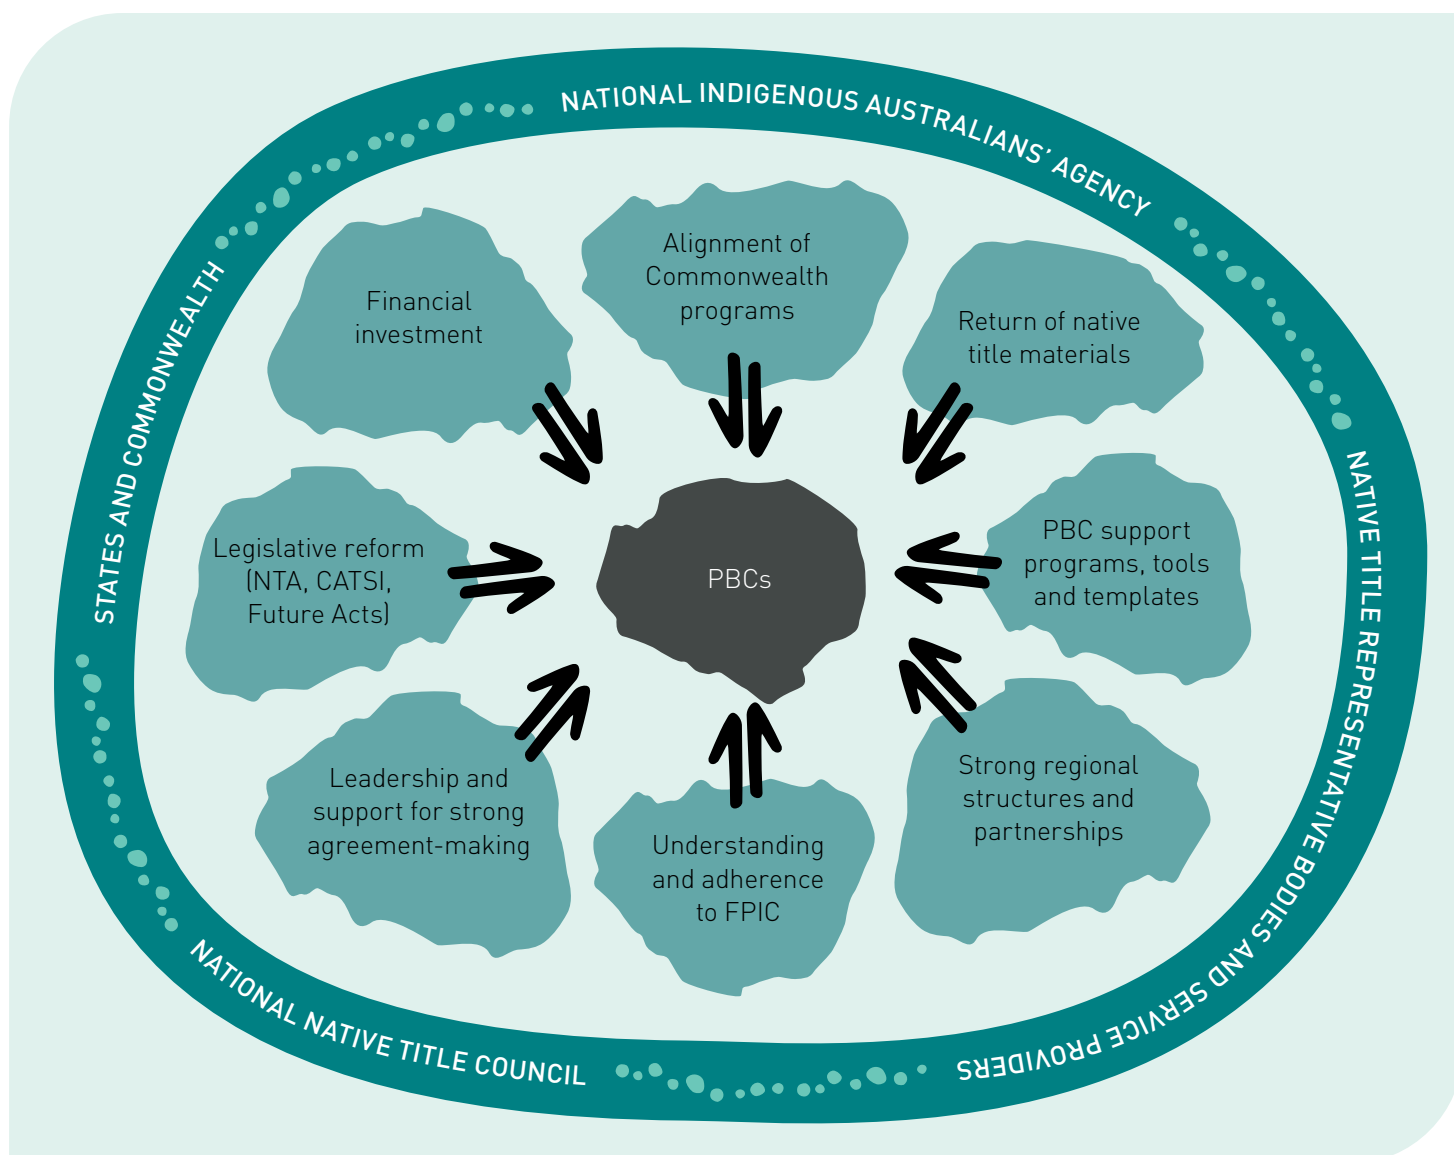 NATIONAL INDIGENOUS AUSTRALIANS' AGENCY
STATES AND COMMONWEALTH
NATIVE TITLE REPRESENTATIVE BODIES AND SERVICE PROVIDERS
NATIONAL NATIVE TITLE COUNCIL
Financial
investment
Alignment of
Commonwealth
programs
Return of native
title materials
Legislative reform
(NTA, CATSI,
Future Acts)
PBCs
PBC support
programs, tools
and templates
Leadership and
support for strong
agreement-making
Understanding
and adherence
to FPIC
Strong regional
structures and
partnerships